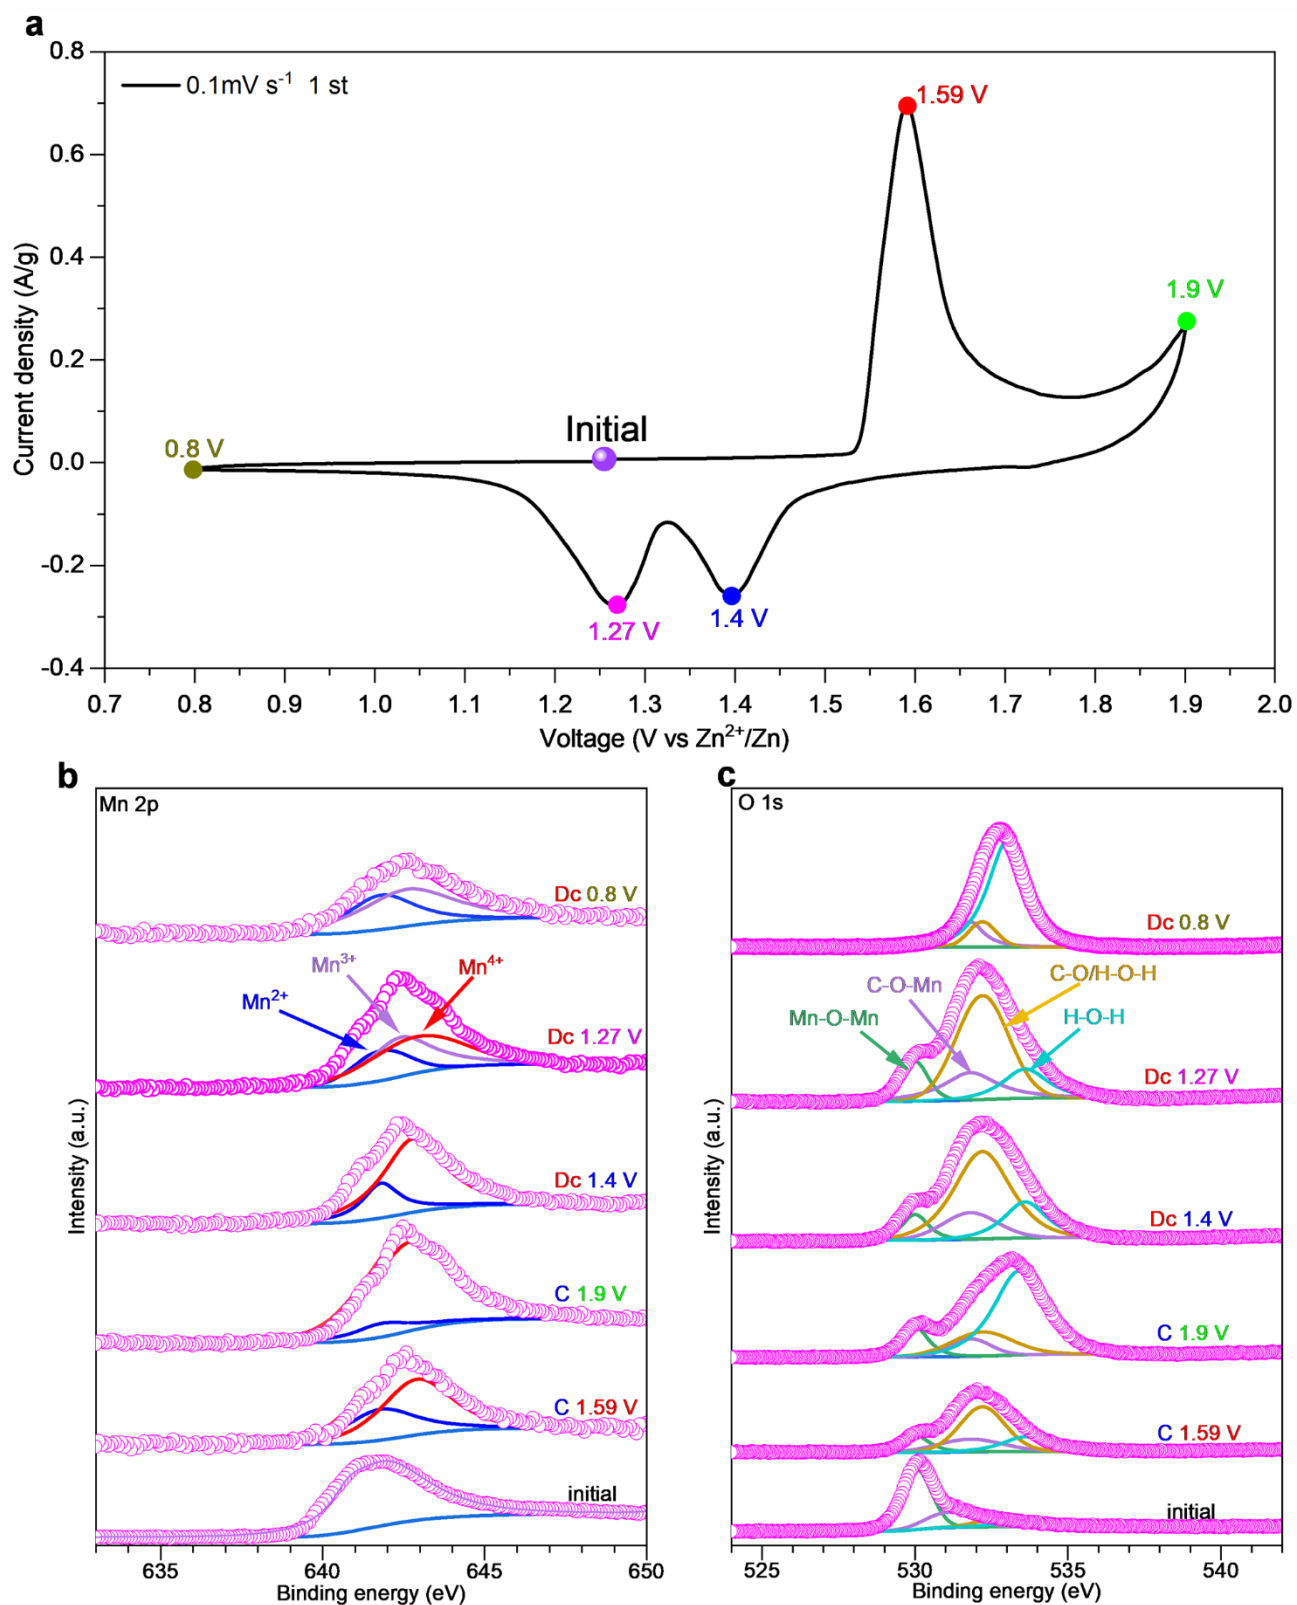 a
0.8
0.6
0.4
0.2
0.0
-0.2
-0.4
Current density (A/g)
0.1mV s⁻¹ 1 st
1.59 V
1.9 V
Initial
0.8 V
1.27 V
1.4 V
0.7 0.8 0.9 1.0 1.1 1.2 1.3 1.4 1.5 1.6 1.7 1.8 1.9 2.0
Voltage (V vs Zn²⁺/Zn)
b
Mn 2p
Dc 0.8 V
Mn³⁺
Mn⁴⁺
Mn²⁺
Dc 1.27 V
Dc 1.4 V
C 1.9 V
C 1.59 V
initial
Intensity (a.u.)
635 640 645 650
Binding energy (eV)
c
O 1s
Dc 0.8 V
C-O/H-O-H
C-O-Mn
Mn-O-Mn
H-O-H
Dc 1.27 V
Dc 1.4 V
C 1.9 V
C 1.59 V
initial
Intensity (a.u.)
525 530 535 540
Binding energy (eV)